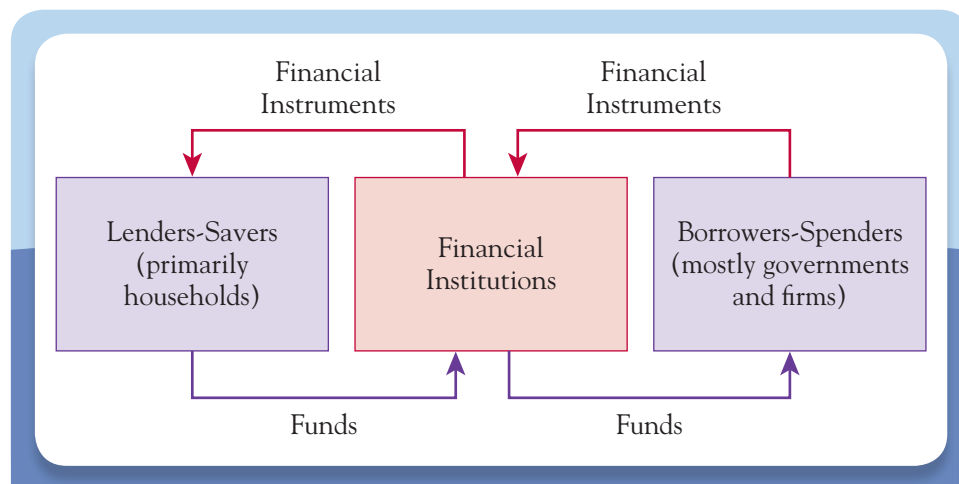 Financial
Instruments
Financial
Instruments
Lenders-Savers
(primarily
households)
Financial
Institutions
Borrowers-Spenders
(mostly governments
and firms)
Funds
Funds